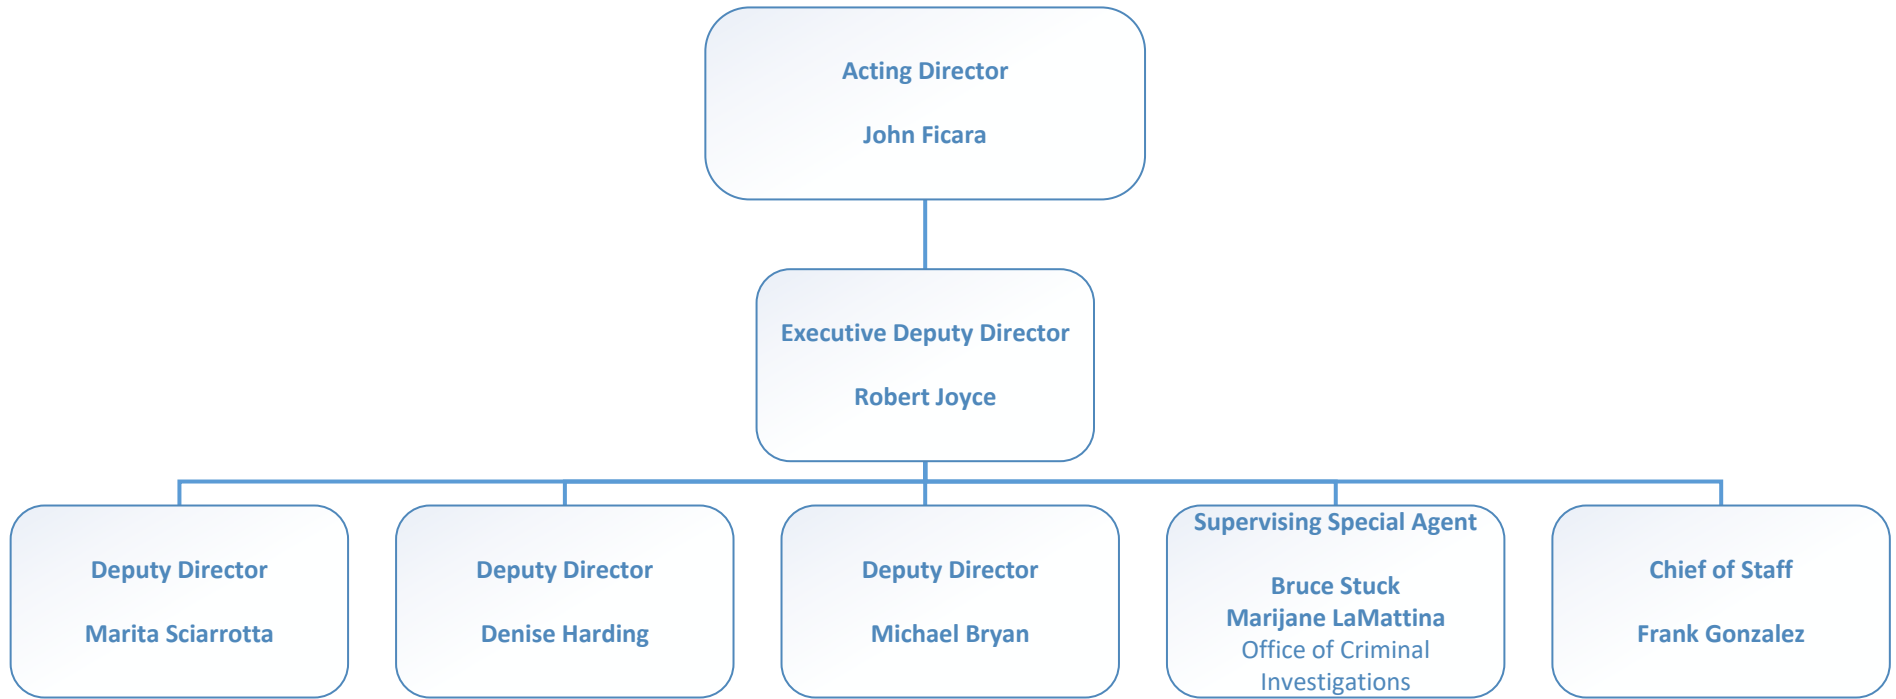 Acting Director
John Ficara
Executive Deputy Director
Robert Joyce
Deputy Director
Marita Sciarrotta
Deputy Director
Denise Harding
Deputy Director
Michael Bryan
Supervising Special Agent
Bruce Stuck
Marijane LaMattina
Office of Criminal
Investigations
Chief of Staff
Frank Gonzalez